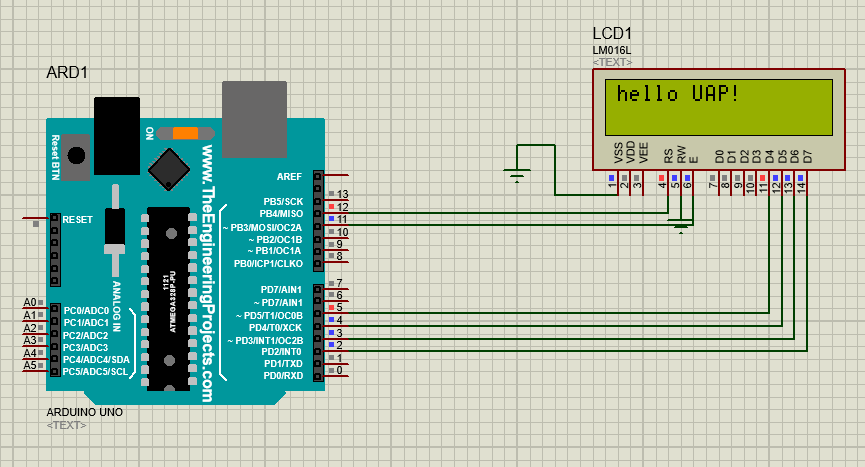 LCD1
LM016L
<TEXT>
hello UAP!
VSS
VDD
VEE
RS
RW
E
D0
D1
D2
D3
D4
D5
D6
D7
1
2
3
4
5
6
7
8
9
10
11
12
13
14
ARD1
Reset BTN
ON
www.TheEngineeringProjects.com
1121
ATMEGA328P-PU
ANALOG IN
RESET
A0 PC0/ADC0
A1 PC1/ADC1
A2 PC2/ADC2
A3 PC3/ADC3
A4 PC4/ADC4/SDA
A5 PC5/ADC5/SCL
AREF
13
PB5/SCK 12
PB4/MISO 11
~ PB3/MOSI/OC2A 10
~ PB2/OC1B 9
~ PB1/OC1A 8
PB0/ICP1/CLKO
PD7/AIN1 7
~ PD7/AIN1 6
~ PD5/T1/OC0B 5
PD4/T0/XCK 4
~ PD3/INT1/OC2B 3
PD2/INT0 2
PD1/TXD 1
PD0/RXD 0
ARDUINO UNO
<TEXT>